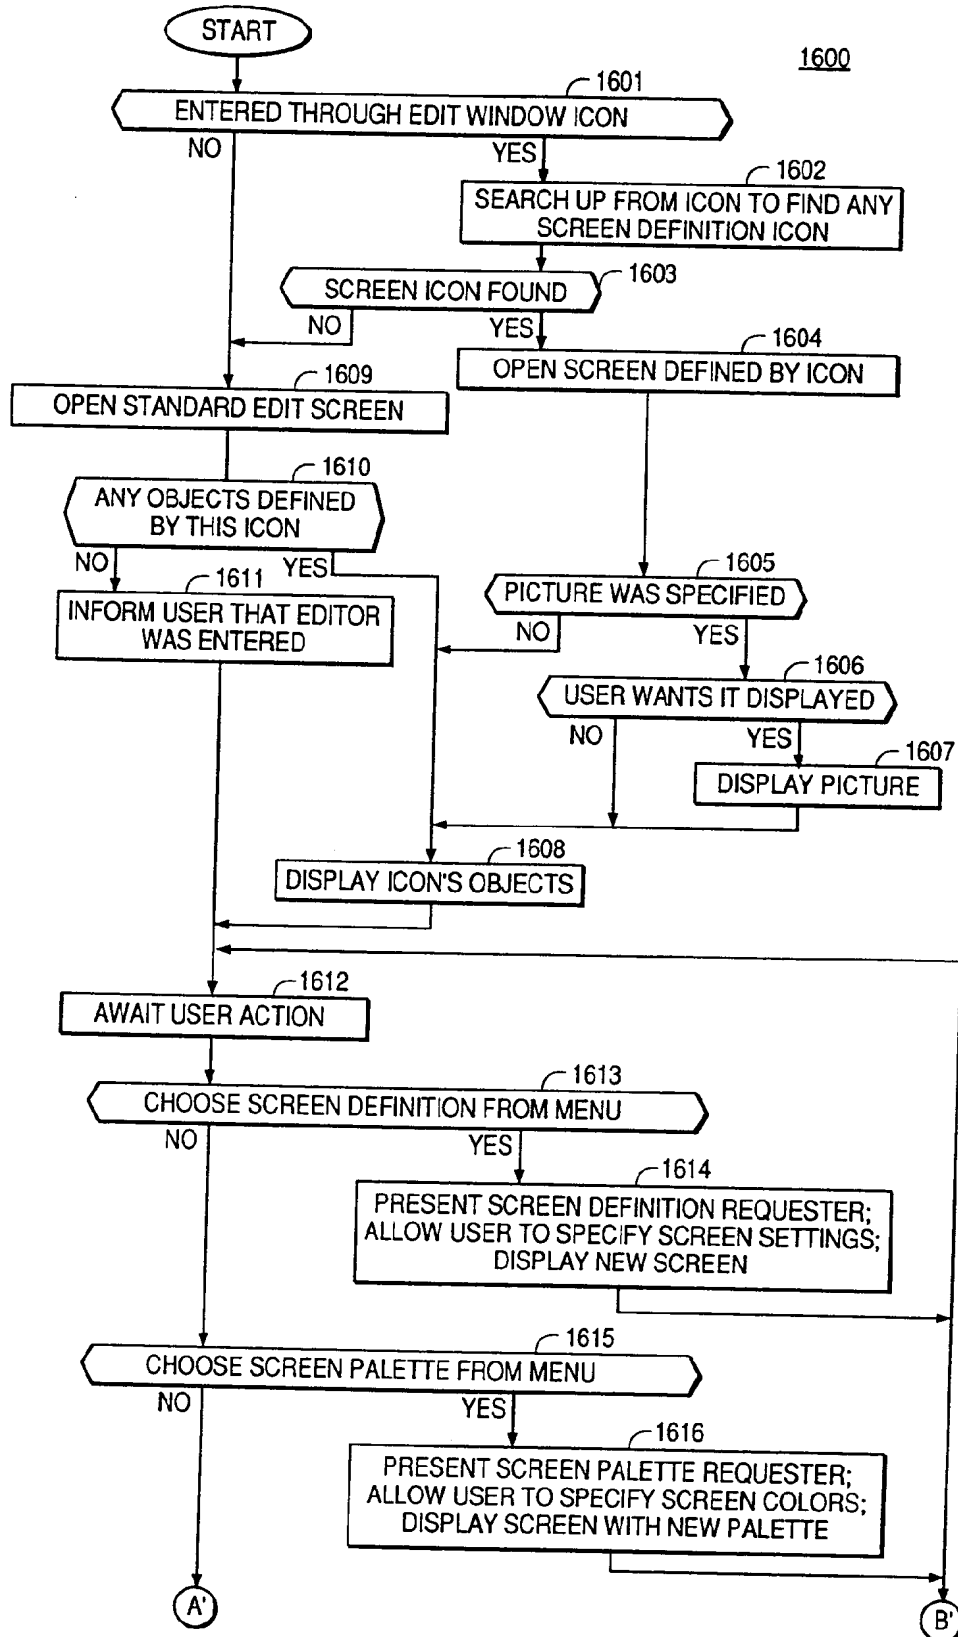 START
1600
1601
ENTERED THROUGH EDIT WINDOW ICON
NO
YES
1602
SEARCH UP FROM ICON TO FIND ANY
SCREEN DEFINITION ICON
1603
SCREEN ICON FOUND
NO
YES
1604
OPEN SCREEN DEFINED BY ICON
1609
OPEN STANDARD EDIT SCREEN
1610
ANY OBJECTS DEFINED
BY THIS ICON
NO
YES
1611
INFORM USER THAT EDITOR
WAS ENTERED
1605
PICTURE WAS SPECIFIED
NO
YES
1606
USER WANTS IT DISPLAYED
NO
YES
1607
DISPLAY PICTURE
1608
DISPLAY ICON'S OBJECTS
1612
AWAIT USER ACTION
1613
CHOOSE SCREEN DEFINITION FROM MENU
NO
YES
1614
PRESENT SCREEN DEFINITION REQUESTER;
ALLOW USER TO SPECIFY SCREEN SETTINGS;
DISPLAY NEW SCREEN
1615
CHOOSE SCREEN PALETTE FROM MENU
NO
YES
1616
PRESENT SCREEN PALETTE REQUESTER;
ALLOW USER TO SPECIFY SCREEN COLORS;
DISPLAY SCREEN WITH NEW PALETTE
A'
B'